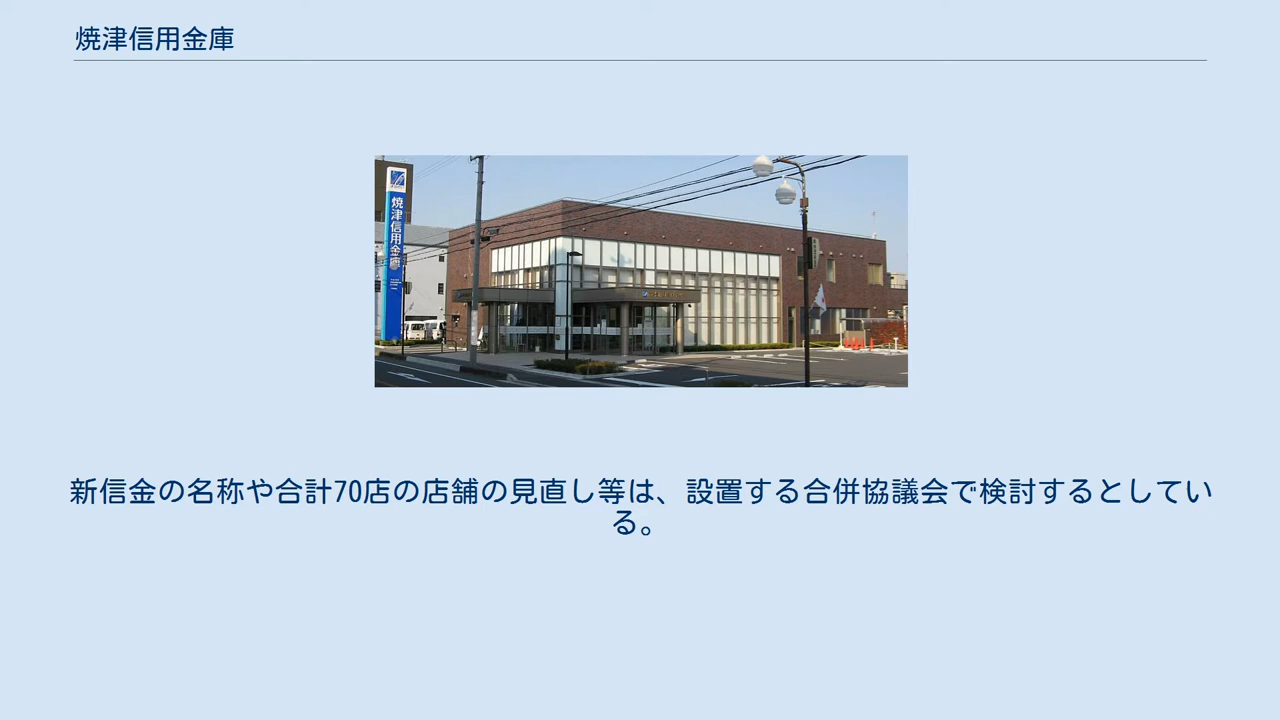 焼津信用金庫
焼津信用金庫
新信金の名称や合計70店の店舗の見直し等は、設置する合併協議会で検討するとしてい
る。